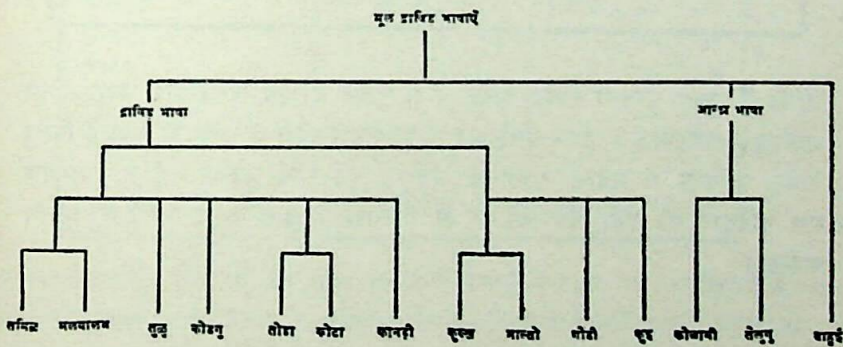 मूल द्राविड भाषाएँ
द्राविड भाषा आन्ध्र भाषा
तमिळ मलयालम तुळु कोडगु तोडा कोटा कानड़ी कुरुख माल्तो गोंडी कुइ कोलामी तेलुगु ब्राहुई